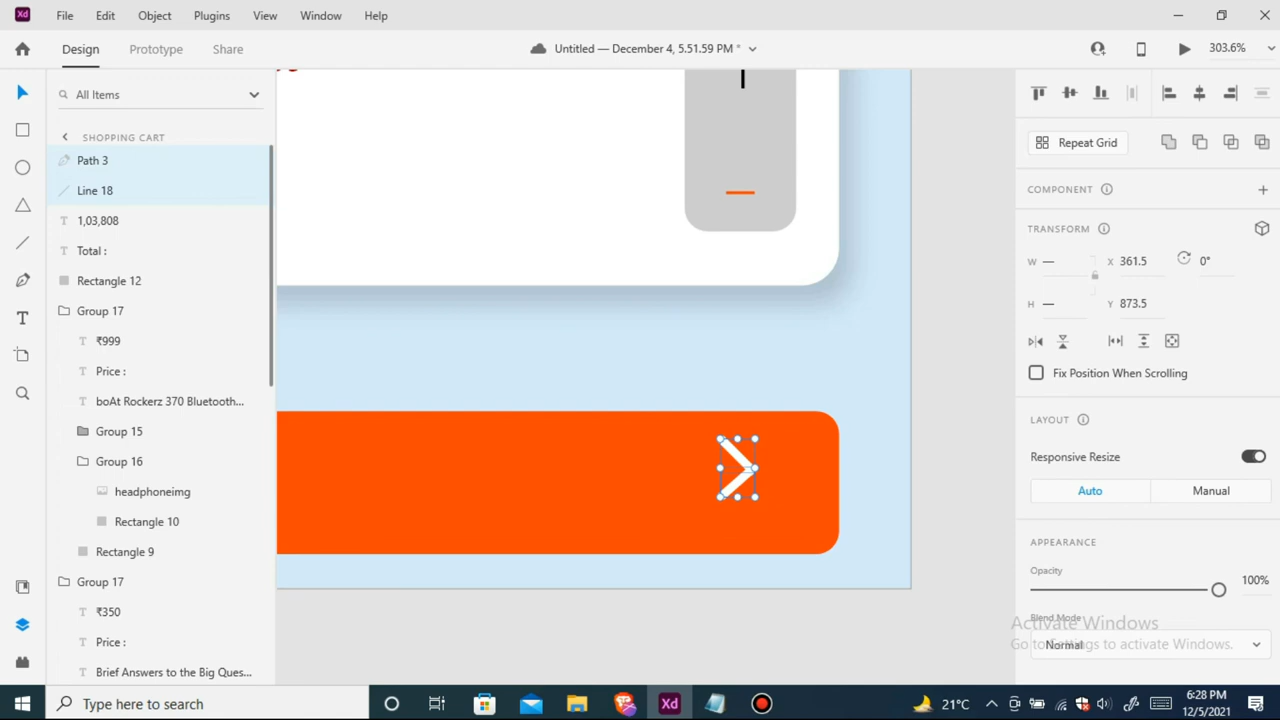 Xd File Edit Object Plugins View Window Help
Design Prototype Share Untitled — December 4, 5.51.59 PM * 303.6%
All Items
SHOPPING CART
Path 3
Line 18
1,03,808
Total :
Rectangle 12
Group 17
₹999
Price :
boAt Rockerz 370 Bluetooth...
Group 15
Group 16
headphoneimg
Rectangle 10
Rectangle 9
Group 17
₹350
Price :
Brief Answers to the Big Ques...
Repeat Grid
COMPONENT
TRANSFORM
W — X 361.5 0°
H — Y 873.5
Fix Position When Scrolling
LAYOUT
Responsive Resize
Auto Manual
APPEARANCE
Opacity
100%
Blend Mode
Normal
Activate Windows
Go to Settings to activate Windows.
Type here to search Xd 21°C 6:28 PM
12/5/2021